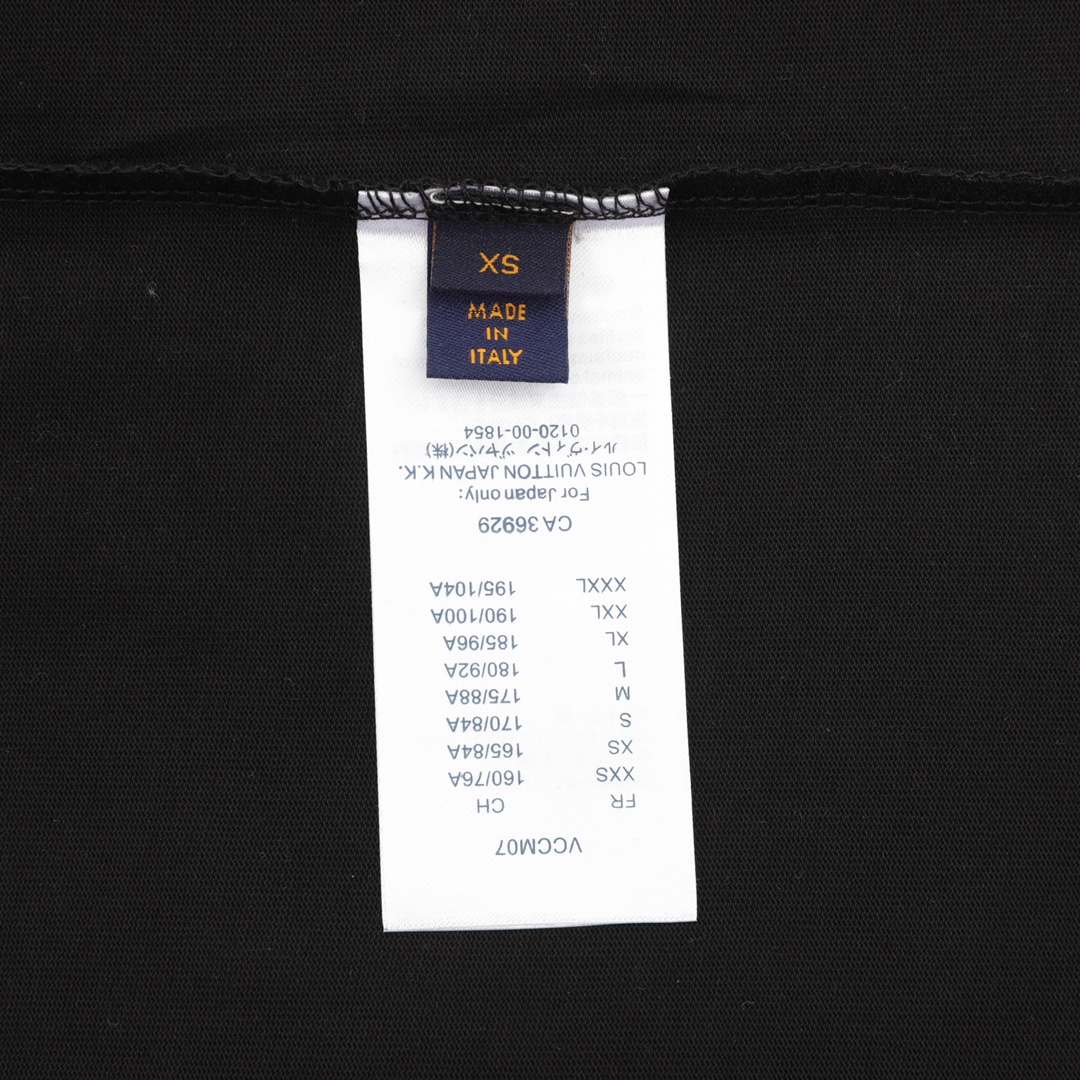 XS
MADE
IN
ITALY
VCCM07
FR CH
XXS 160/76A
XS 165/84A
S 170/84A
M 175/88A
L 180/92A
XL 185/96A
XXL 190/100A
XXXL 195/104A
CA 36929
For Japan only:
LOUIS VUITTON JAPAN K.K.
ルイ・ヴィトン ジャパン(株)
0120-00-1854